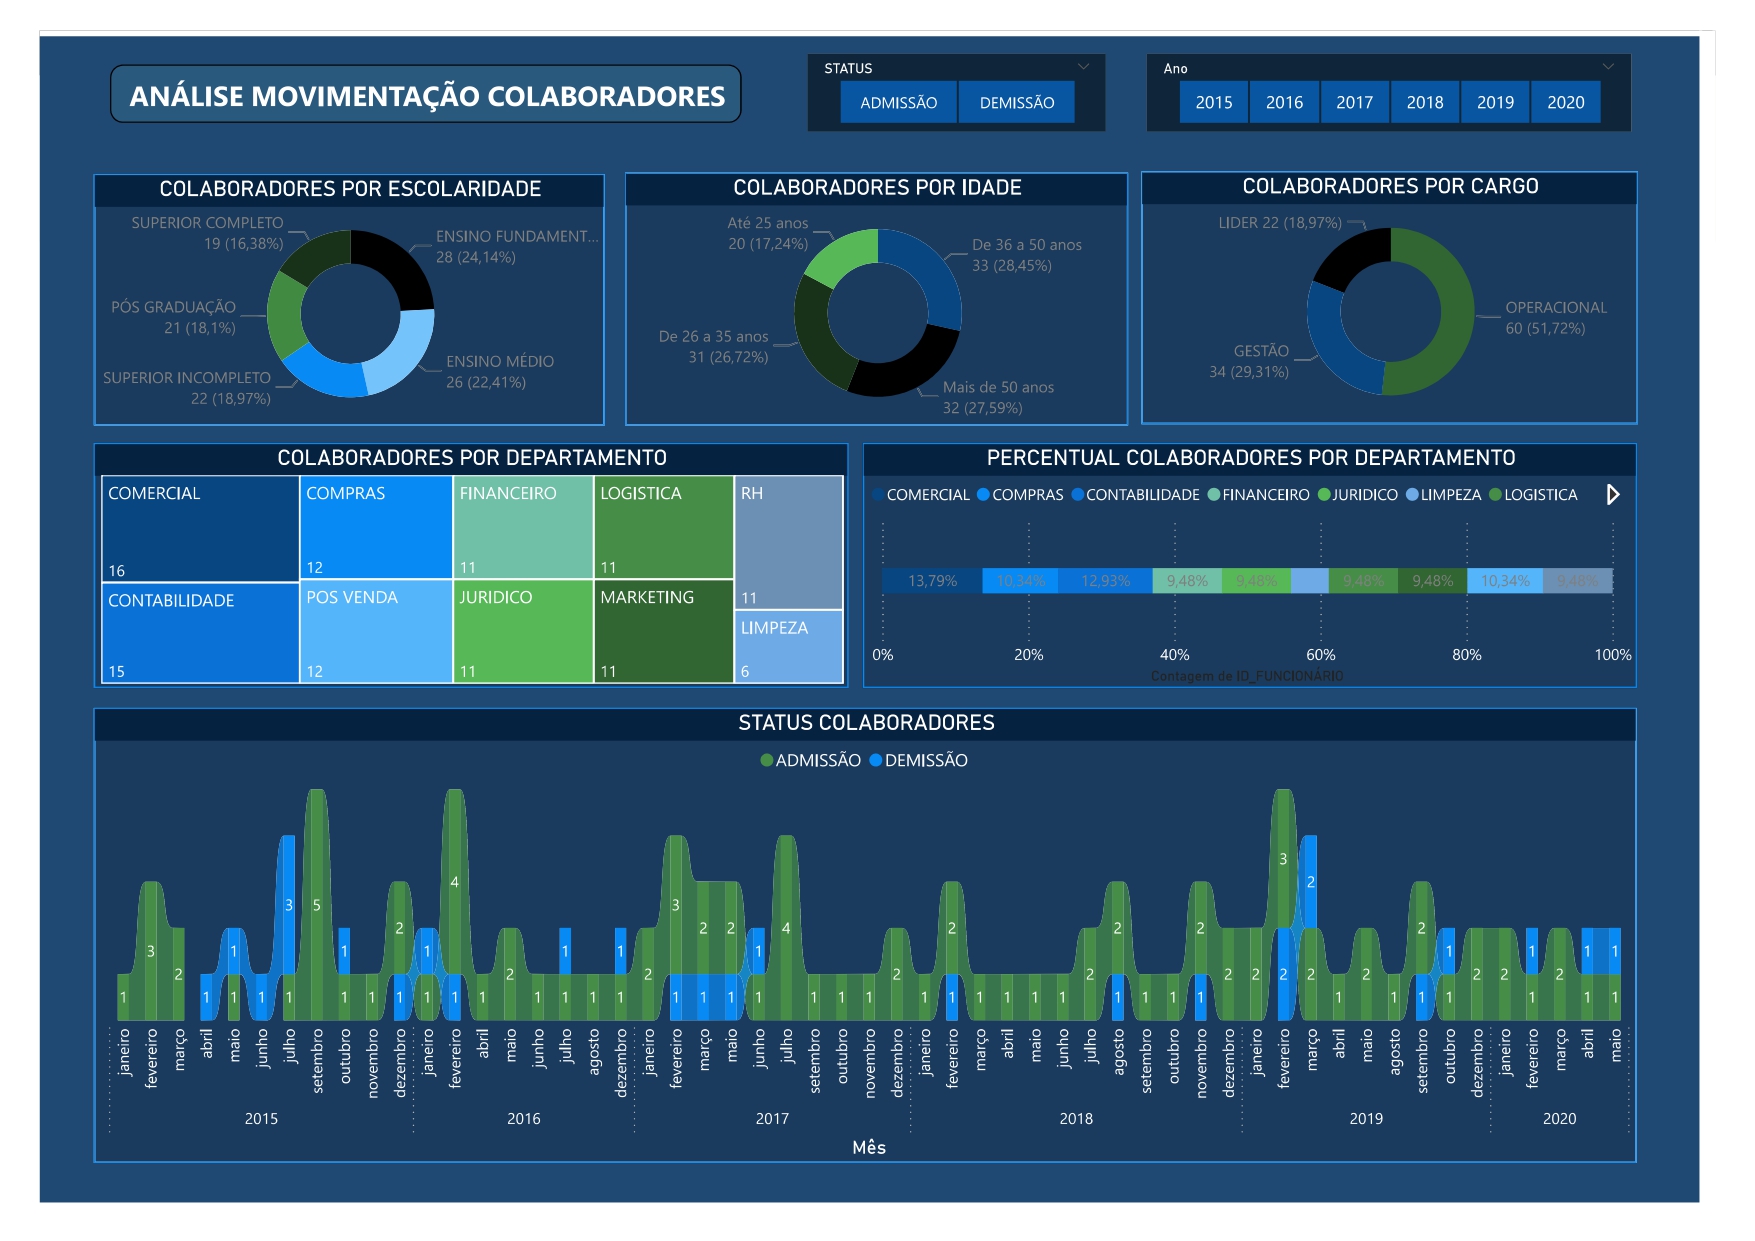 ANÁLISE MOVIMENTAÇÃO COLABORADORES
STATUS
ADMISSÃO DEMISSÃO
Ano
2015 2016 2017 2018 2019 2020
COLABORADORES POR ESCOLARIDADE
SUPERIOR COMPLETO
19 (16,38%)
ENSINO FUNDAMENT...
28 (24,14%)
PÓS GRADUAÇÃO
21 (18,1%)
ENSINO MÉDIO
26 (22,41%)
SUPERIOR INCOMPLETO
22 (18,97%)
COLABORADORES POR IDADE
Até 25 anos
20 (17,24%)
De 36 a 50 anos
33 (28,45%)
De 26 a 35 anos
31 (26,72%)
Mais de 50 anos
32 (27,59%)
COLABORADORES POR CARGO
LIDER 22 (18,97%)
OPERACIONAL
60 (51,72%)
GESTÃO
34 (29,31%)
COLABORADORES POR DEPARTAMENTO
COMERCIAL
16
COMPRAS
12
FINANCEIRO
11
LOGISTICA
11
RH
11
CONTABILIDADE
15
POS VENDA
12
JURIDICO
11
MARKETING
11
LIMPEZA
6
PERCENTUAL COLABORADORES POR DEPARTAMENTO
COMERCIAL COMPRAS CONTABILIDADE FINANCEIRO JURIDICO LIMPEZA LOGISTICA
13,79% 10,34% 12,93% 9,48% 9,48% 9,48% 9,48% 10,34% 9,48%
0% 20% 40% 60% 80% 100%
Contagem de ID_FUNCIONÁRIO
STATUS COLABORADORES
ADMISSÃO DEMISSÃO
3
4 2
3 5 3 4
2 2 2 2 2 2 2
3 2 1 1 1 1 1 1 2 1 1 1
2 2 2 2 2 2 2 2 2 2 2 2
1 1 1 1 1 1 1 1 1 1 1 1 1 1 1 1 1 1 1 1 1 1 1 1 1 1 1 1 1 1 1 1 1 1 1 1 1 1 1 1
janeiro fevereiro março abril maio junho julho setembro outubro novembro dezembro janeiro fevereiro abril maio junho julho agosto dezembro janeiro fevereiro março maio junho julho setembro outubro novembro dezembro janeiro fevereiro março abril maio junho julho agosto setembro outubro novembro dezembro janeiro fevereiro março abril maio agosto setembro outubro dezembro janeiro fevereiro março abril maio
2015 2016 2017 2018 2019 2020
Mês